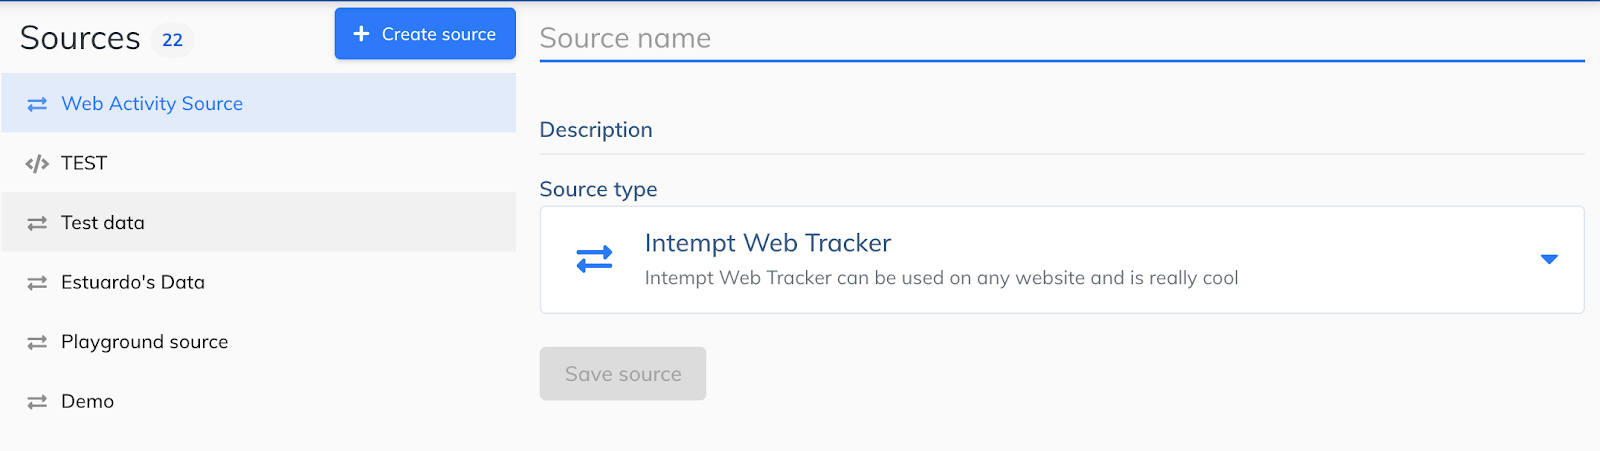 Sources 22
Create source
Web Activity Source
TEST
Test data
Estuardo's Data
Playground source
Demo
Source name
Description
Source type
Intempt Web Tracker
Intempt Web Tracker can be used on any website and is really cool
Save source